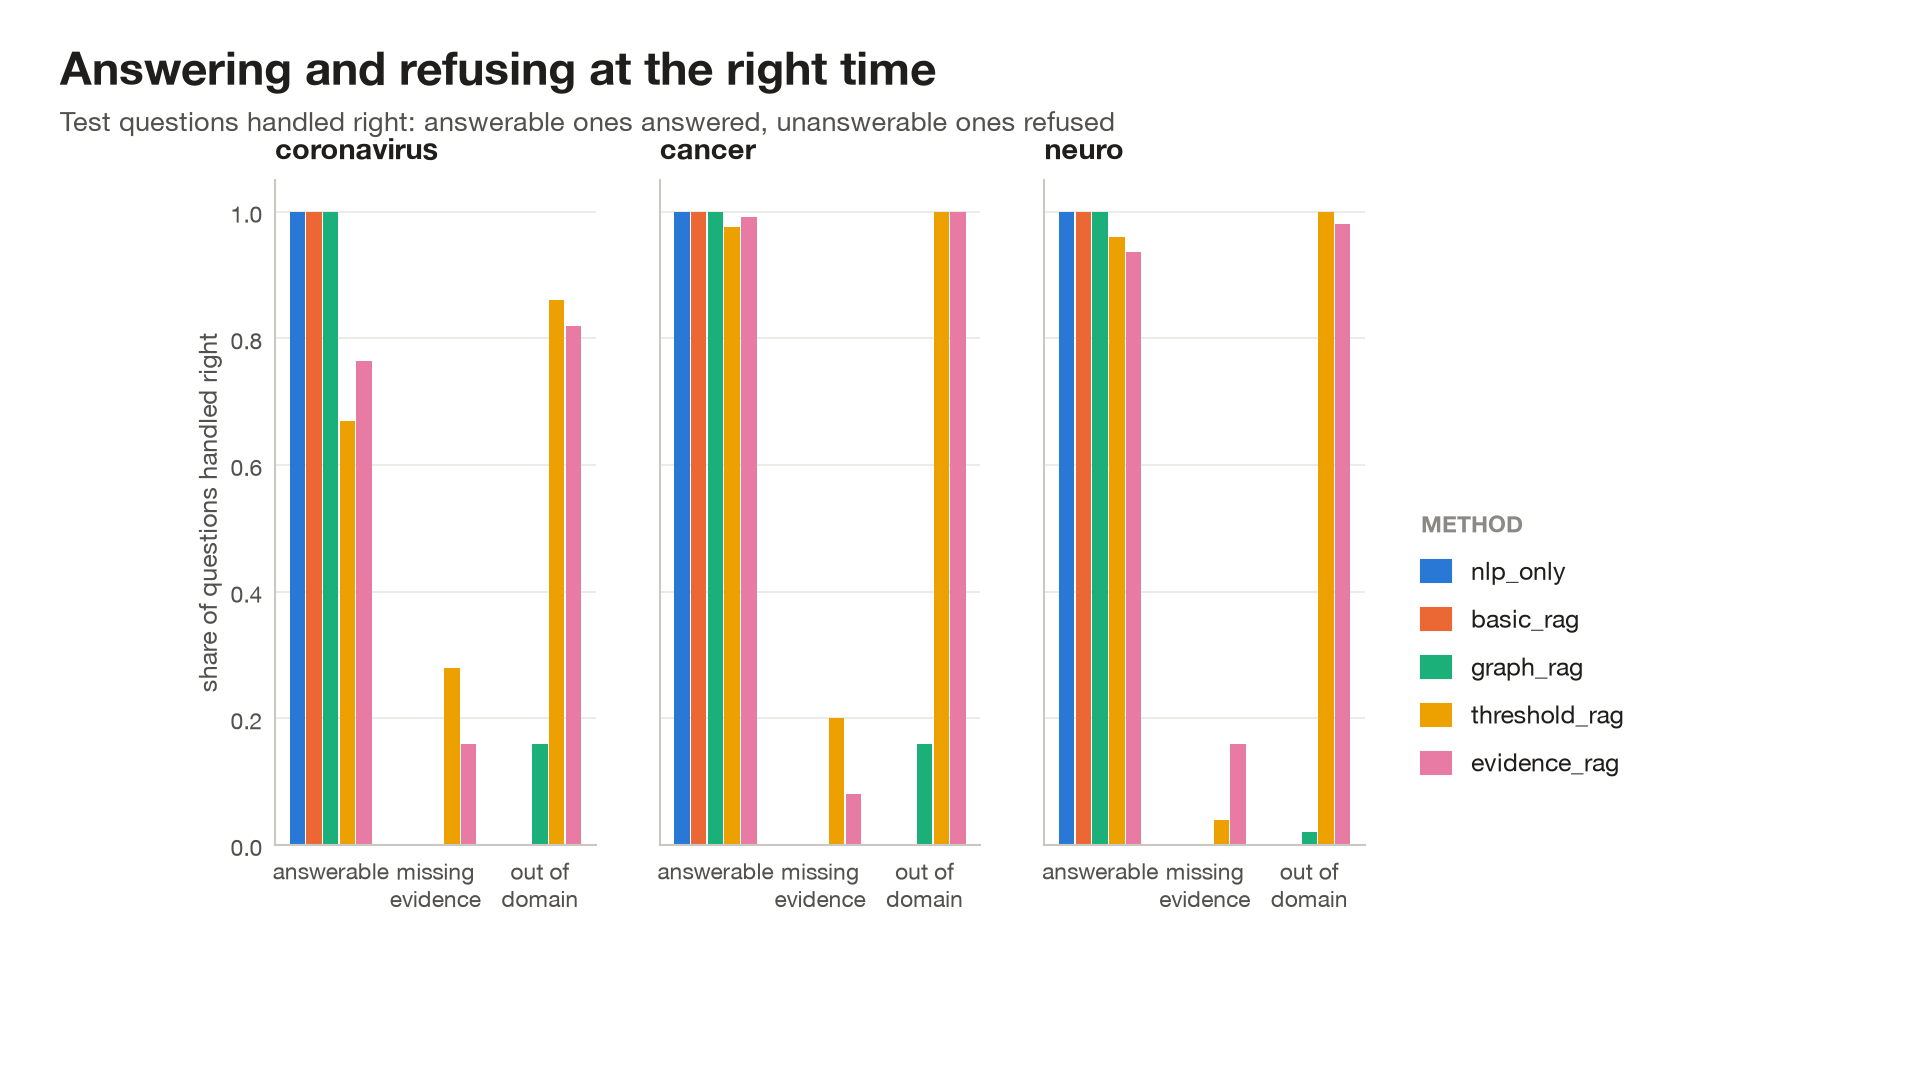 Answering and refusing at the right time
Test questions handled right: answerable ones answered, unanswerable ones refused
coronavirus
cancer
neuro
share of questions handled right
1.0
0.8
0.6
0.4
0.2
0.0
answerable
missing
evidence
out of
domain
answerable
missing
evidence
out of
domain
answerable
missing
evidence
out of
domain
METHOD
nlp_only
basic_rag
graph_rag
threshold_rag
evidence_rag